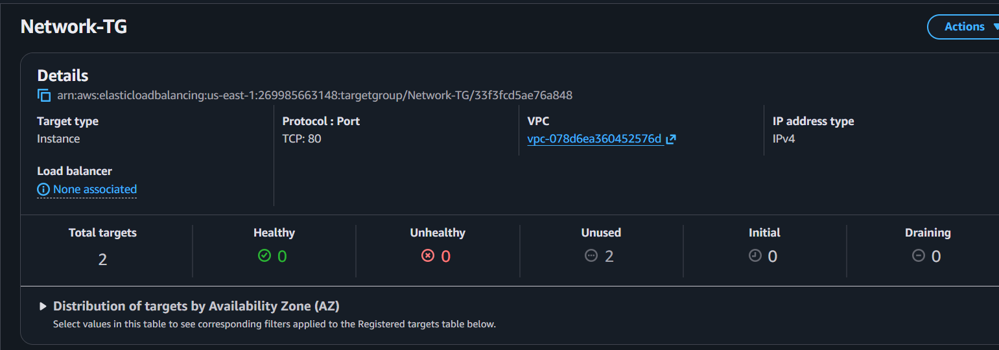 Network-TG
Actions
Details
arn:aws:elasticloadbalancing:us-east-1:269985663148:targetgroup/Network-TG/33f3fcd5ae76a848
Target type
Instance
Protocol : Port
TCP: 80
VPC
vpc-078d6ea360452576d
IP address type
IPv4
Load balancer
None associated
Total targets
2
Healthy
0
Unhealthy
0
Unused
2
Initial
0
Draining
0
Distribution of targets by Availability Zone (AZ)
Select values in this table to see corresponding filters applied to the Registered targets table below.